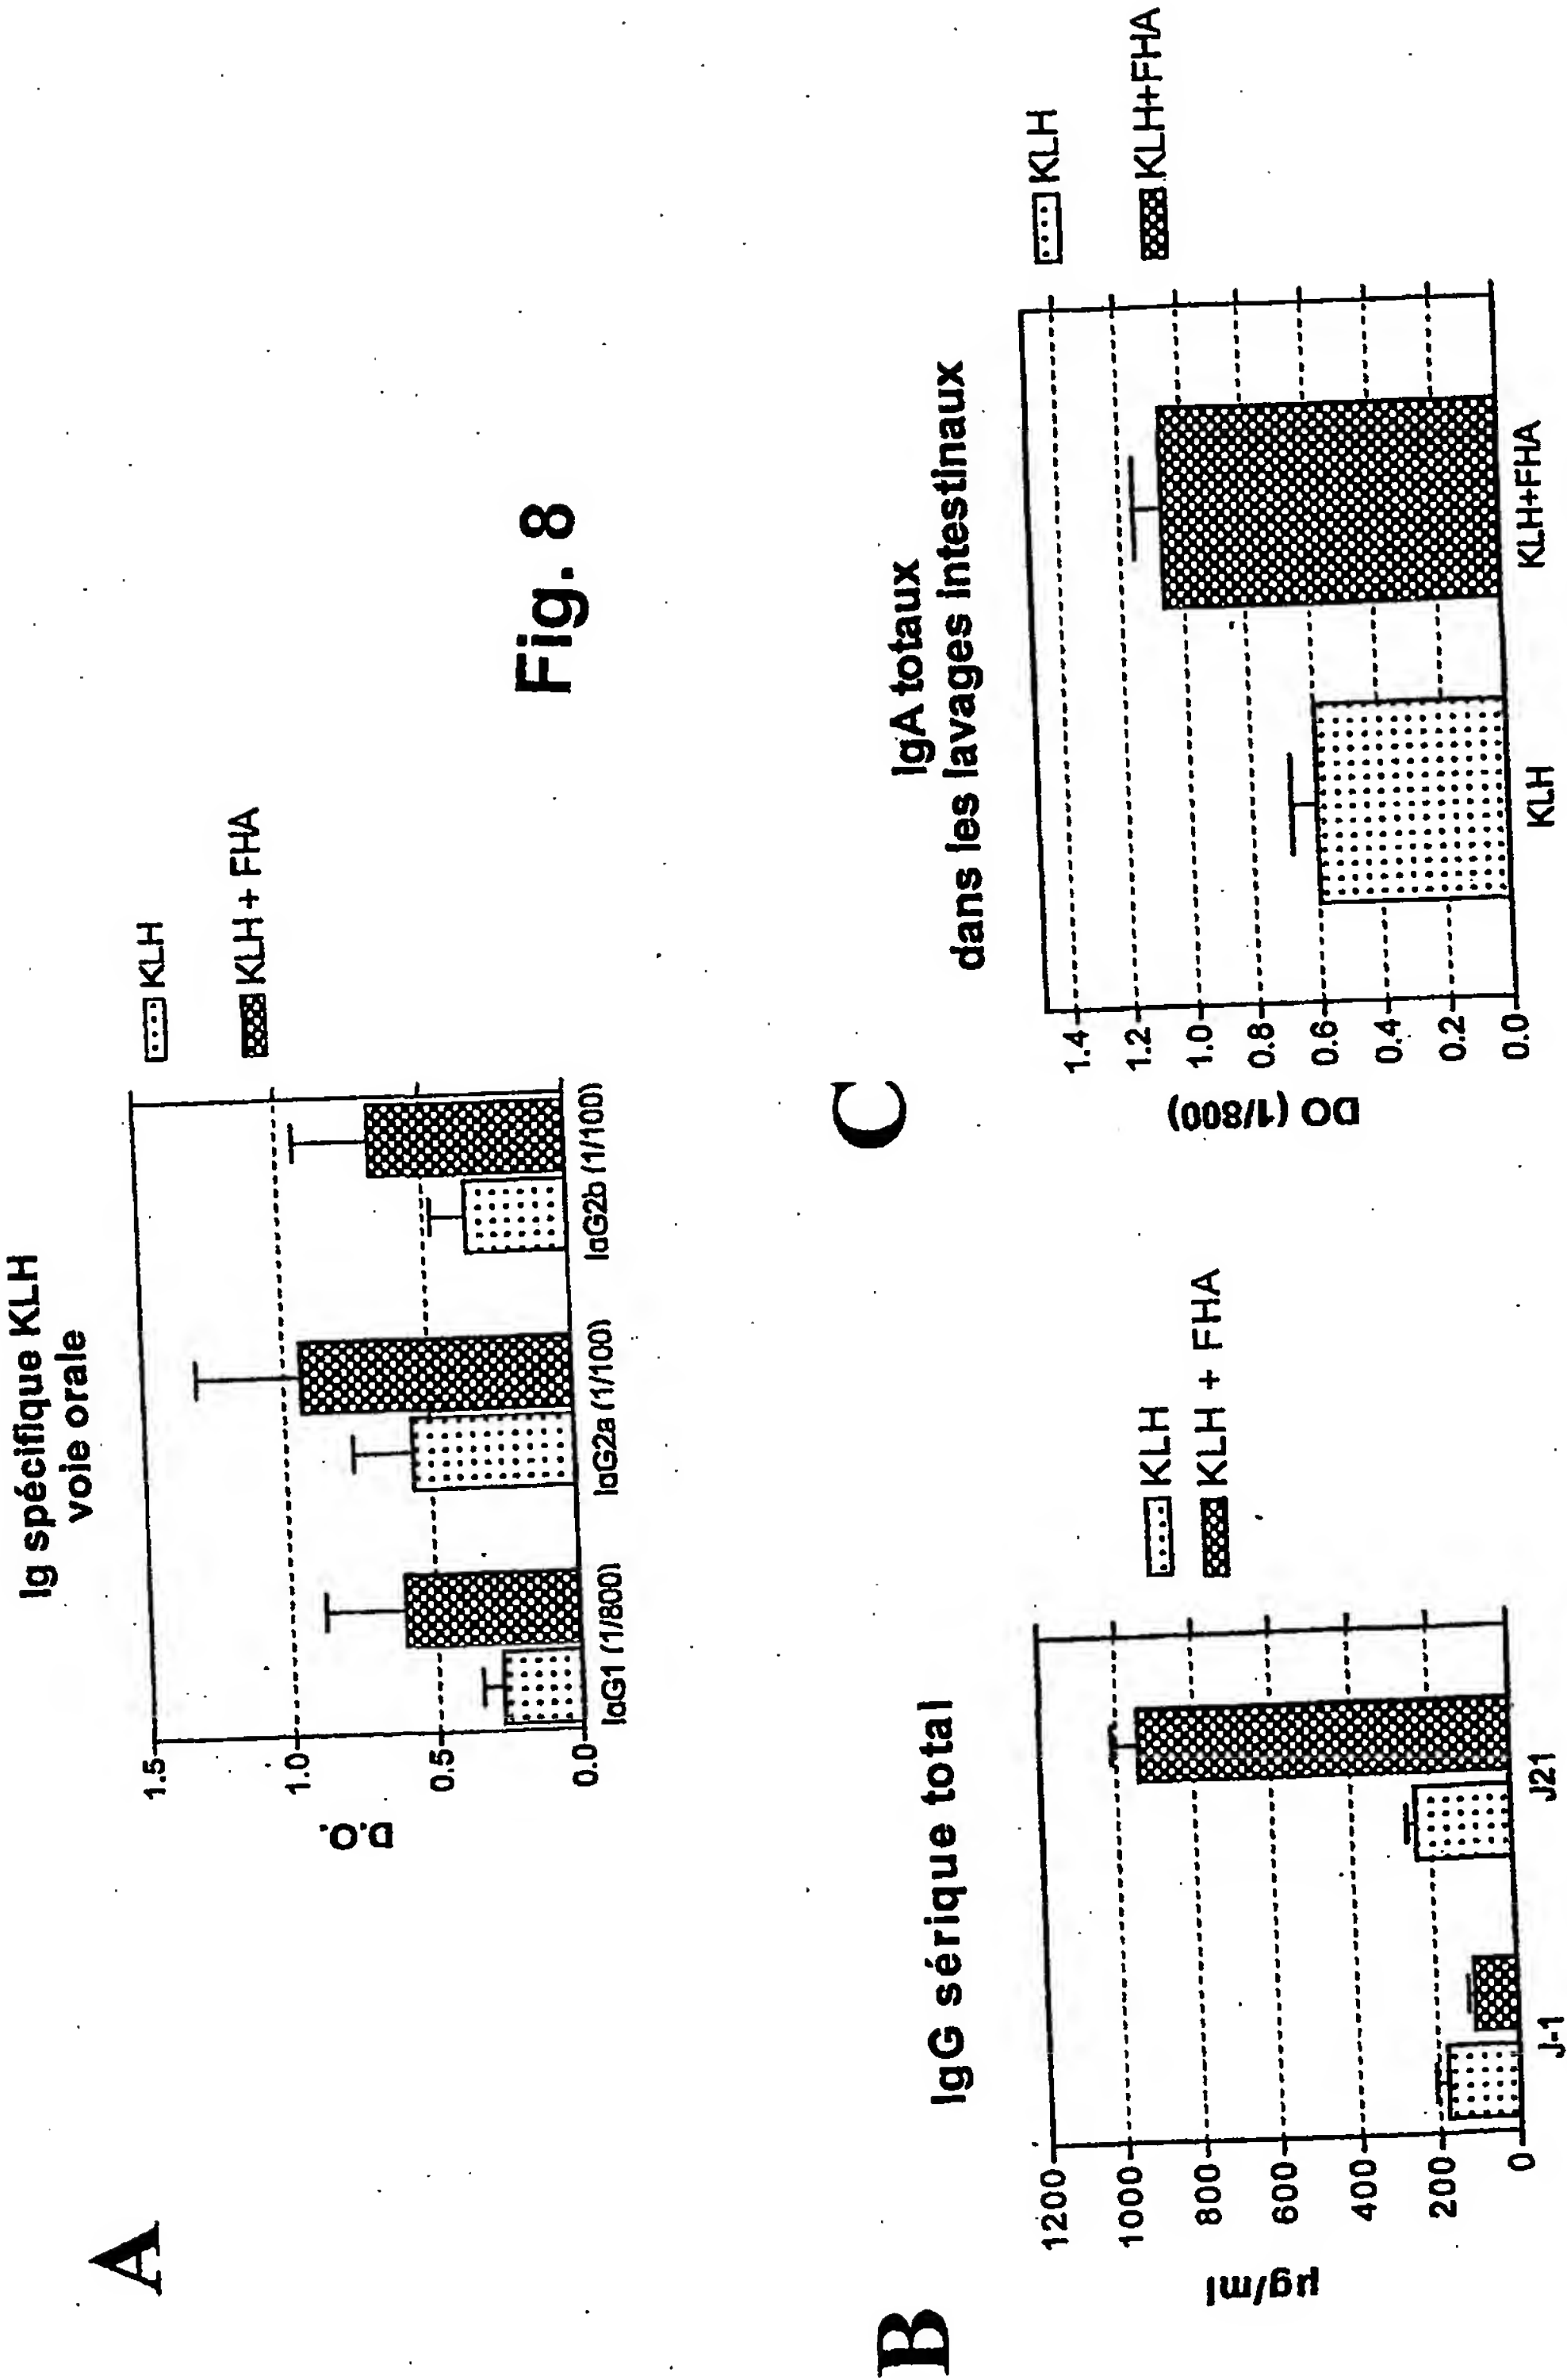 A
Ig spécifique KLH
voie orale
D.O.
1.5
1.0
0.5
0.0
IgG1 (1/800)
IgG2a (1/100)
IgG2b (1/100)
KLH
KLH + FHA
Fig. 8
B
IgG sérique total
µg/ml
1200
1000
800
600
400
200
0
J-1
J21
KLH
KLH + FHA
C
IgA totaux
dans les lavages intestinaux
DO (1/800)
1.4
1.2
1.0
0.8
0.6
0.4
0.2
0.0
KLH
KLH+FHA
KLH
KLH+FHA